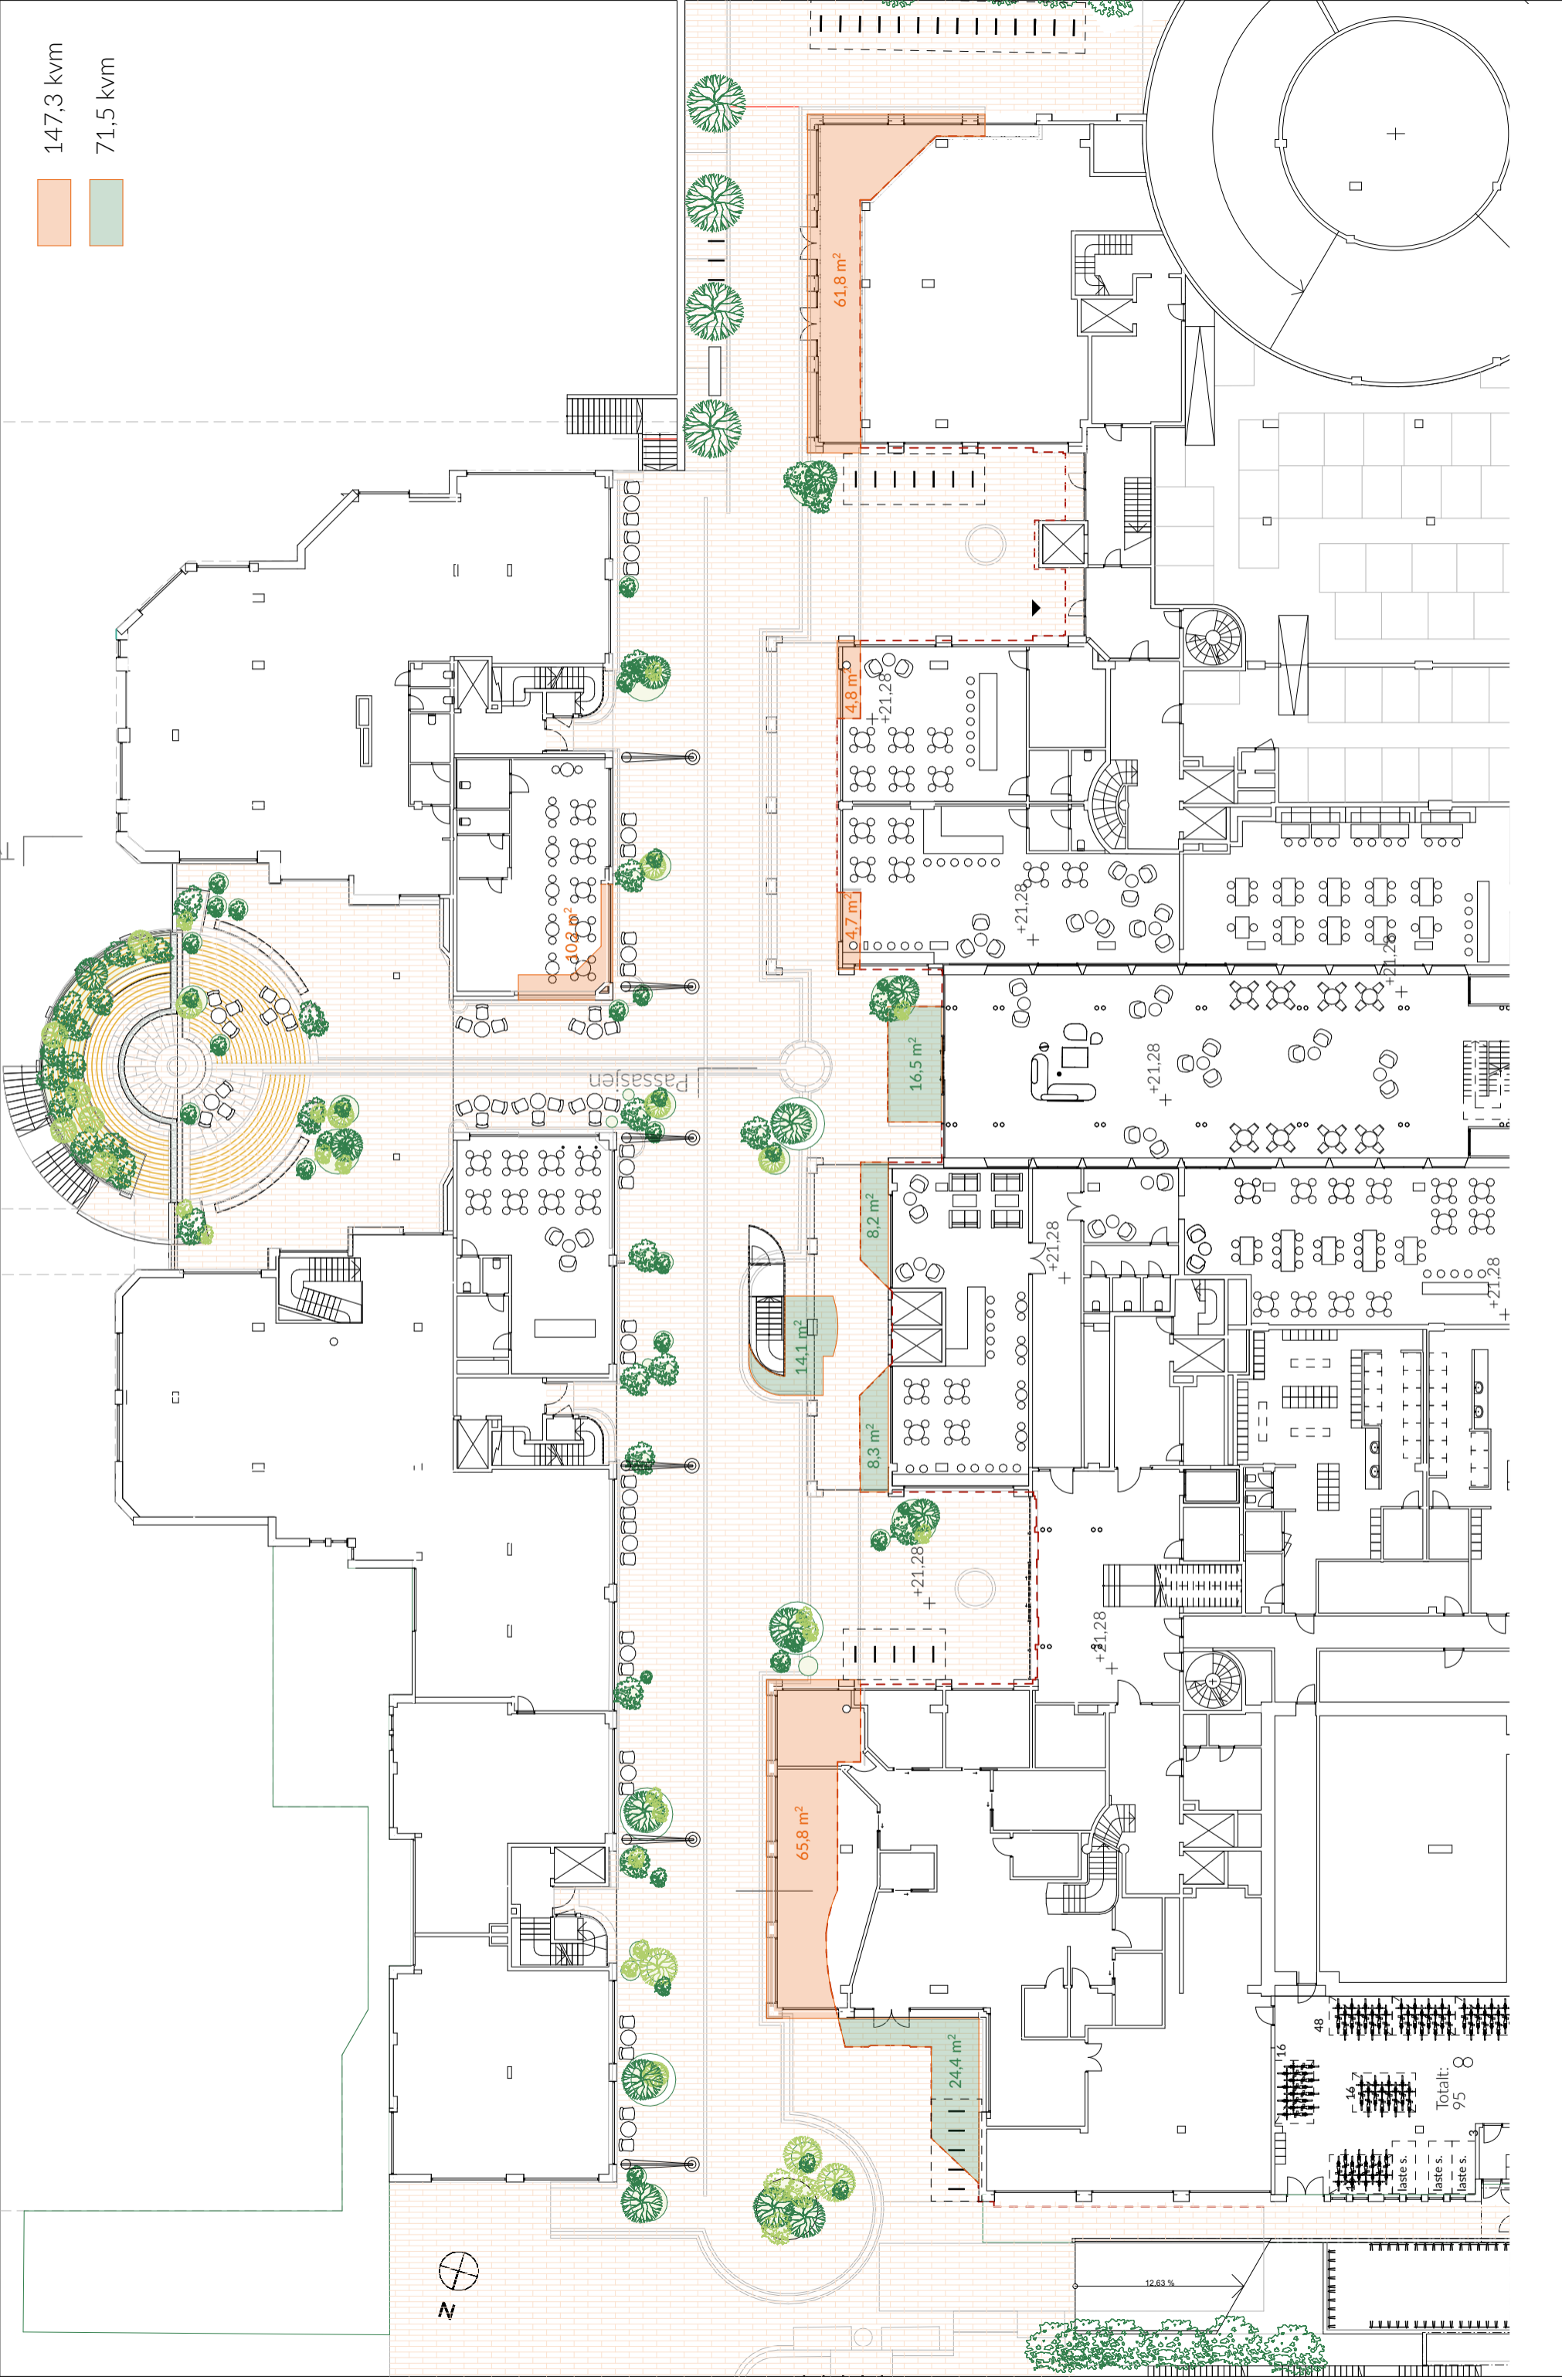 147,3 kvm
71,5 kvm
61,8 m²
4,8 m²
+21,28
4,7 m²
+21,28
+21,28
10,2 m²
16,5 m²
+21,28
Passasjen
8,2 m²
+21,28
+21,28
14,1 m²
8,3 m²
+21,28
+21,28
65,8 m²
24,4 m²
48
16
16
Totalt:
95
8
3
laste s.
laste s.
laste s.
N
12,63 %